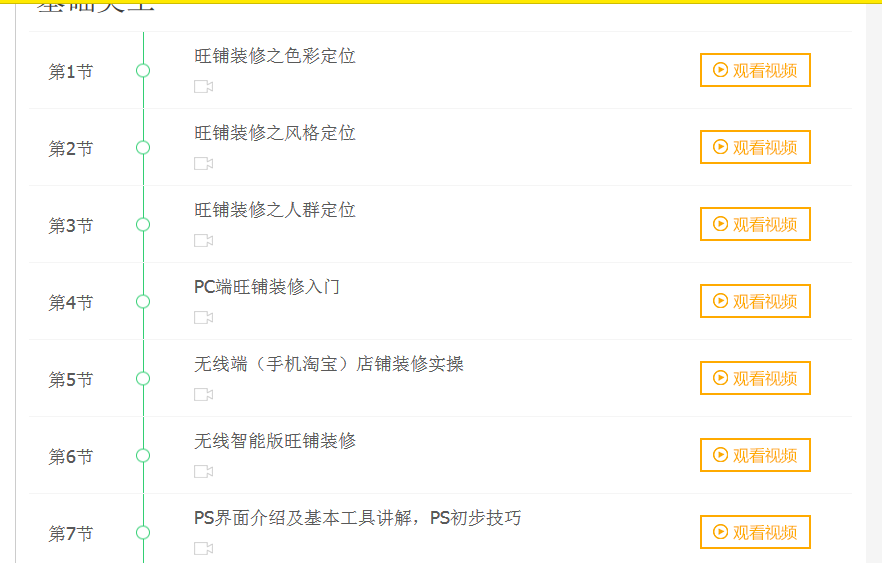 第1节
旺铺装修之色彩定位
观看视频
第2节
旺铺装修之风格定位
观看视频
第3节
旺铺装修之人群定位
观看视频
第4节
PC端旺铺装修入门
观看视频
第5节
无线端（手机淘宝）店铺装修实操
观看视频
第6节
无线智能版旺铺装修
观看视频
第7节
PS界面介绍及基本工具讲解，PS初步技巧
观看视频